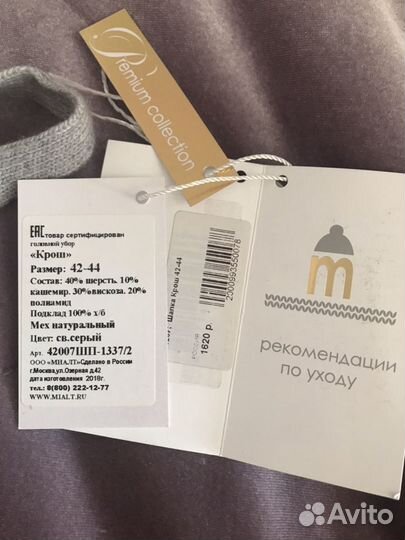 Premium collection
EAC товар сертифицирован
головной убор
«Крош»
Размер: 42-44
Состав: 40% шерсть. 10%
кашемир. 30%вискоза. 20%
полиамид
Подклад 100% х/б
Мех натуральный
Цвет: св.серый
Арт. 42007ШП-1337/2
ООО «МИАЛТ»Сделано в России
г.Москва,ул.Озерная д.42
дата изготовления 2018г.
тел.: 8(800) 222-12-77
WWW.MIALT.RU
Шапка Крош 42-44
2000993550078
РОССИЯ
1620 р.
m
рекомендации
по уходу
Avito